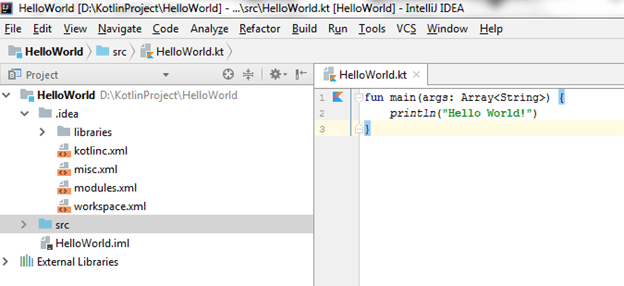 HelloWorld [D:\KotlinProject\HelloWorld] - ...\src\HelloWorld.kt [HelloWorld] - IntelliJ IDEA
File Edit View Navigate Code Analyze Refactor Build Run Tools VCS Window Help
HelloWorld src HelloWorld.kt
Project
HelloWorld.kt
HelloWorld D:\KotlinProject\HelloWorld
.idea
libraries
kotlinc.xml
misc.xml
modules.xml
workspace.xml
src
HelloWorld.iml
External Libraries
1 fun main(args: Array<String>) {
2 println("Hello World!")
3 }